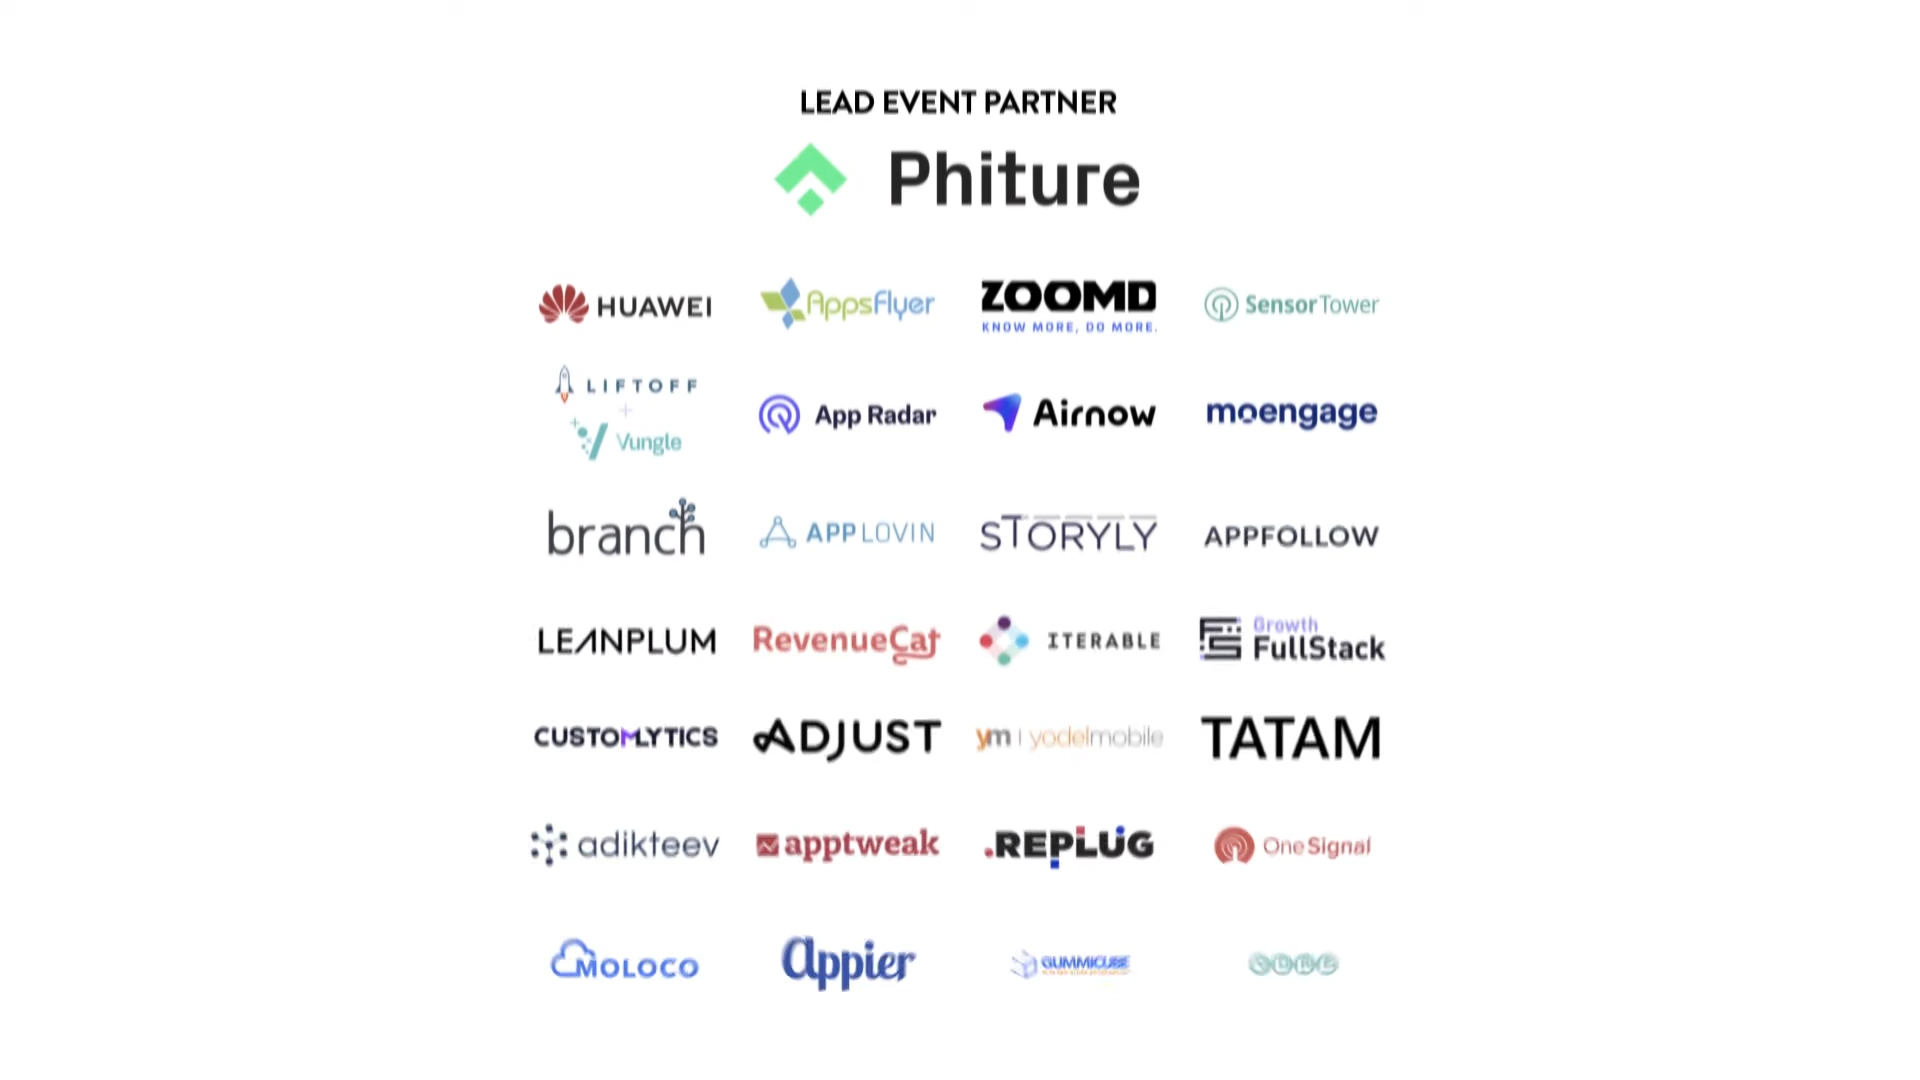 LEAD EVENT PARTNER
Phiture
HUAWEI
AppsFlyer
ZOOMD
KNOW MORE, DO MORE.
SensorTower
LIFTOFF
+
Vungle
App Radar
Airnow
moengage
branch
APPLOVIN
STORYLY
APPFOLLOW
LEANPLUM
RevenueCat
ITERABLE
Growth
FullStack
CUSTOMLYTICS
ADJUST
ym | yodelmobile
TATAM
adikteev
apptweak
.REPLUG
OneSignal
MOLOCO
appier
GUMMICUBE